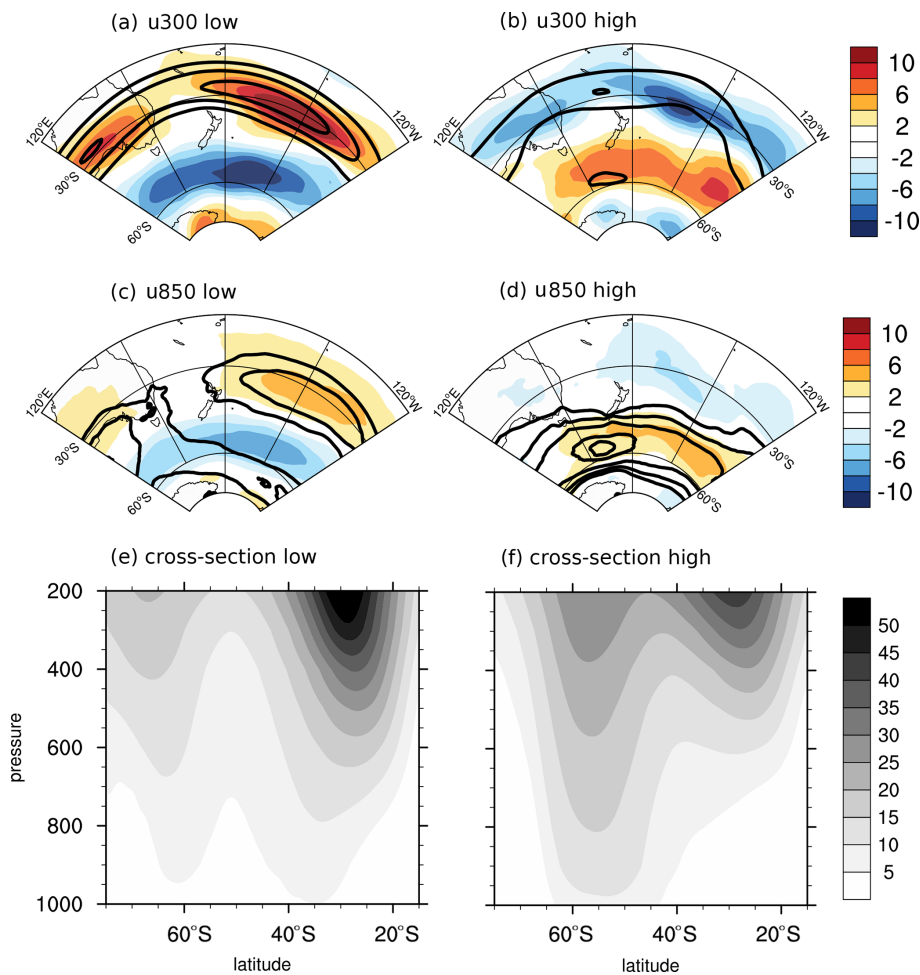 (a) u300 low
(b) u300 high
120°E
30°S
60°S
120°W
120°E
30°S
60°S
120°W
10
6
2
-2
-6
-10
(c) u850 low
(d) u850 high
120°E
30°S
60°S
120°W
120°E
30°S
60°S
120°W
10
6
2
-2
-6
-10
(e) cross-section low
(f) cross-section high
200
400
600
800
1000
pressure
60°S
40°S
20°S
latitude
60°S
40°S
20°S
latitude
50
45
40
35
30
25
20
15
10
5